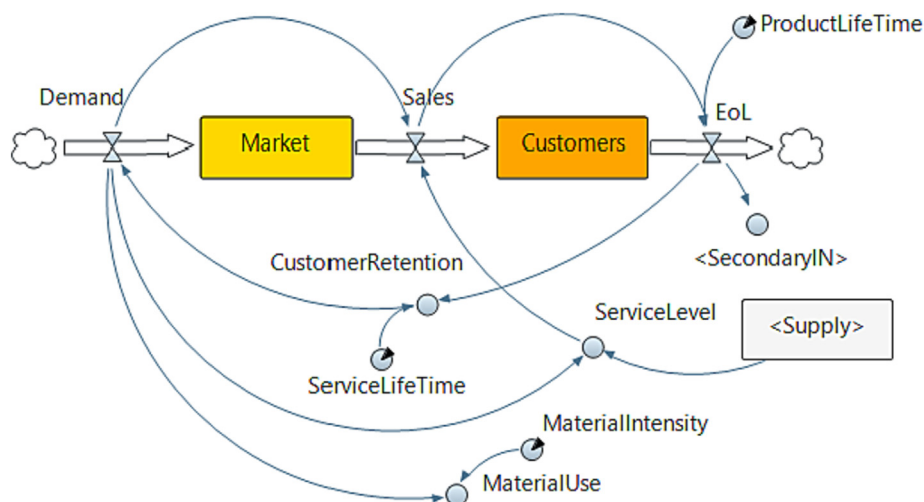 ProductLifeTime
Demand
Sales
EoL
Market
Customers
CustomerRetention
<SecondaryIN>
ServiceLevel
<Supply>
ServiceLifeTime
MaterialIntensity
MaterialUse